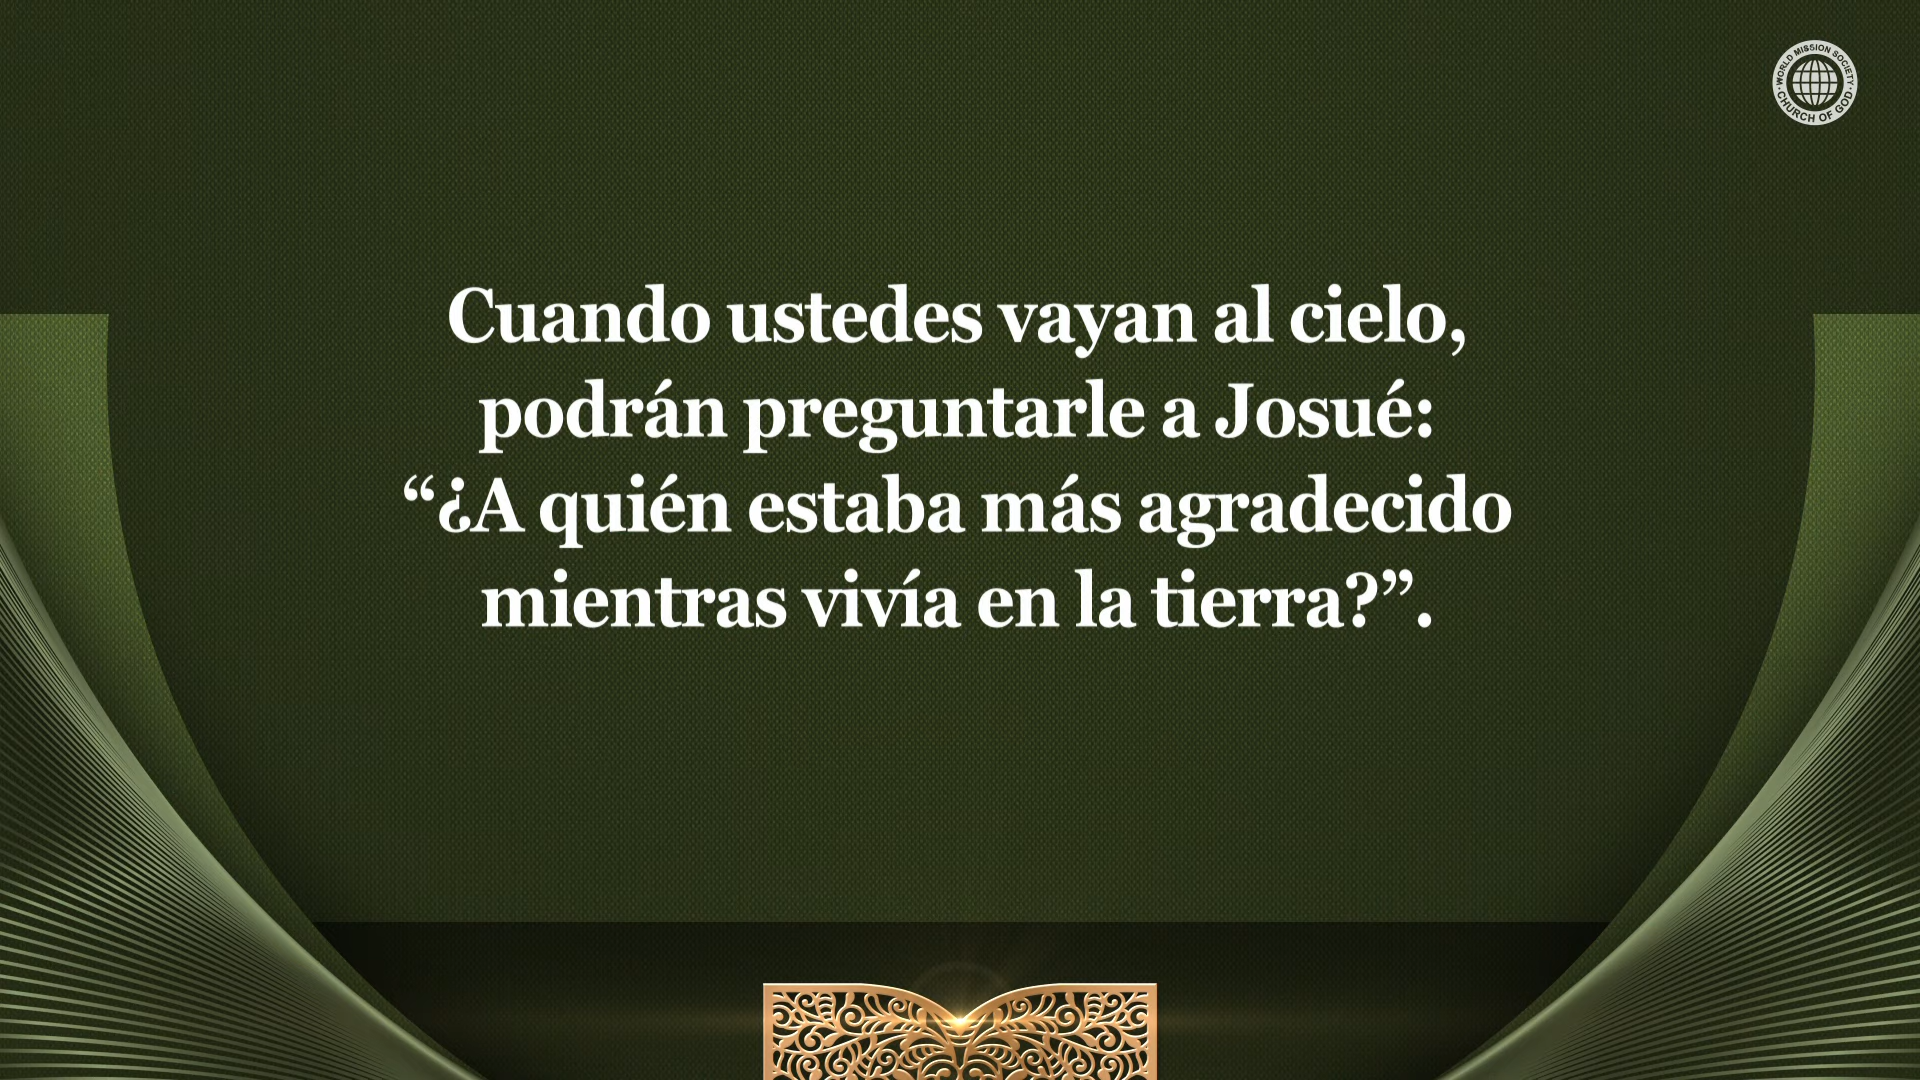 WORLD MISSION SOCIETY
CHURCH OF GOD
Cuando ustedes vayan al cielo,
podrán preguntarle a Josué:
“¿A quién estaba más agradecido
mientras vivía en la tierra?”.